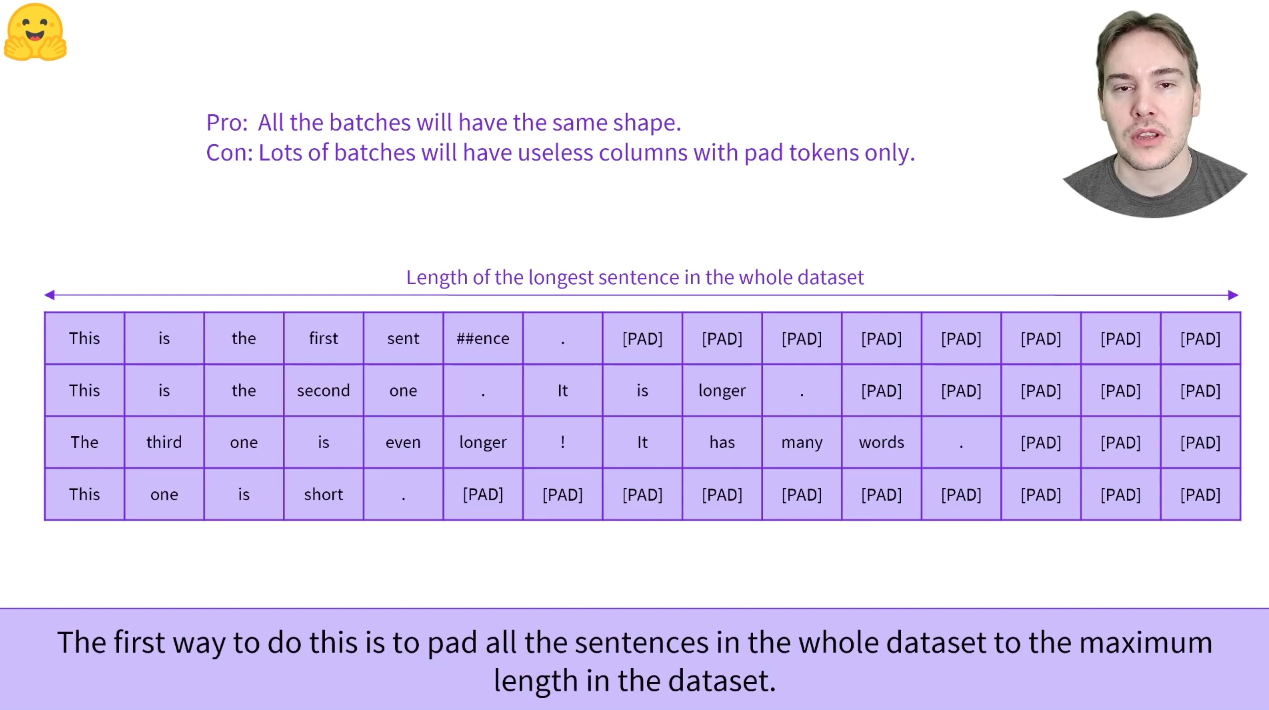 Pro: All the batches will have the same shape.
Con: Lots of batches will have useless columns with pad tokens only.
Length of the longest sentence in the whole dataset
This is the first sent ##ence . [PAD] [PAD] [PAD] [PAD] [PAD] [PAD] [PAD] [PAD]
This is the second one . It is longer . [PAD] [PAD] [PAD] [PAD] [PAD]
The third one is even longer ! It has many words . [PAD] [PAD] [PAD]
This one is short . [PAD] [PAD] [PAD] [PAD] [PAD] [PAD] [PAD] [PAD] [PAD] [PAD]
The first way to do this is to pad all the sentences in the whole dataset to the maximum
length in the dataset.